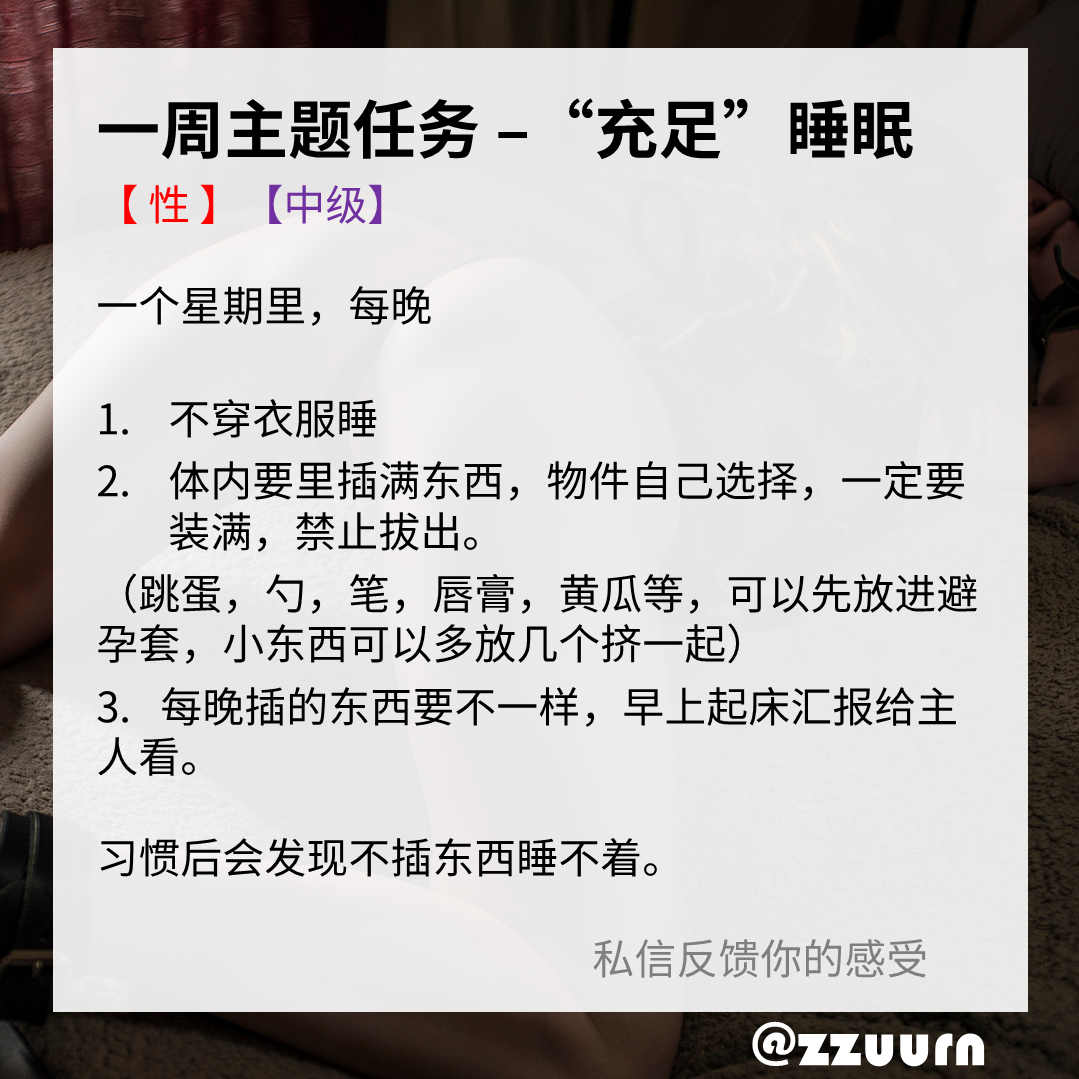 一周主题任务 – “充足”睡眠
【 性 】 【中级】
一个星期里，每晚
1. 不穿衣服睡
2. 体内要里插满东西，物件自己选择，一定要
装满，禁止拔出。
（跳蛋，勺，笔，唇膏，黄瓜等，可以先放进避
孕套，小东西可以多放几个挤一起）
3. 每晚插的东西要不一样，早上起床汇报给主
人看。
习惯后会发现不插东西睡不着。
私信反馈你的感受
@zzuurn